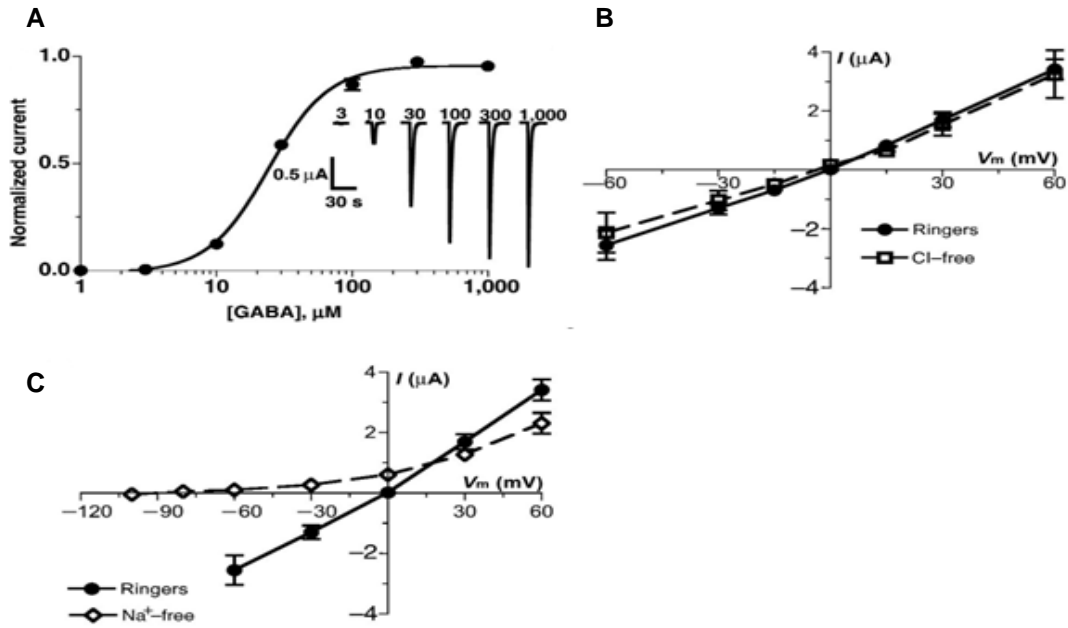 A
Normalized current
1.0
0.5
0.0
3 10 30 100 300 1,000
0.5 μA
30 s
1 10 100 1,000
[GABA], μM
B
I (μA)
4
2
−2
−4
Vm (mV)
−60 −30 30 60
Ringers
Cl–free
C
I (μA)
4
2
−2
−4
Vm (mV)
−120 −90 −60 −30 30 60
Ringers
Na+–free